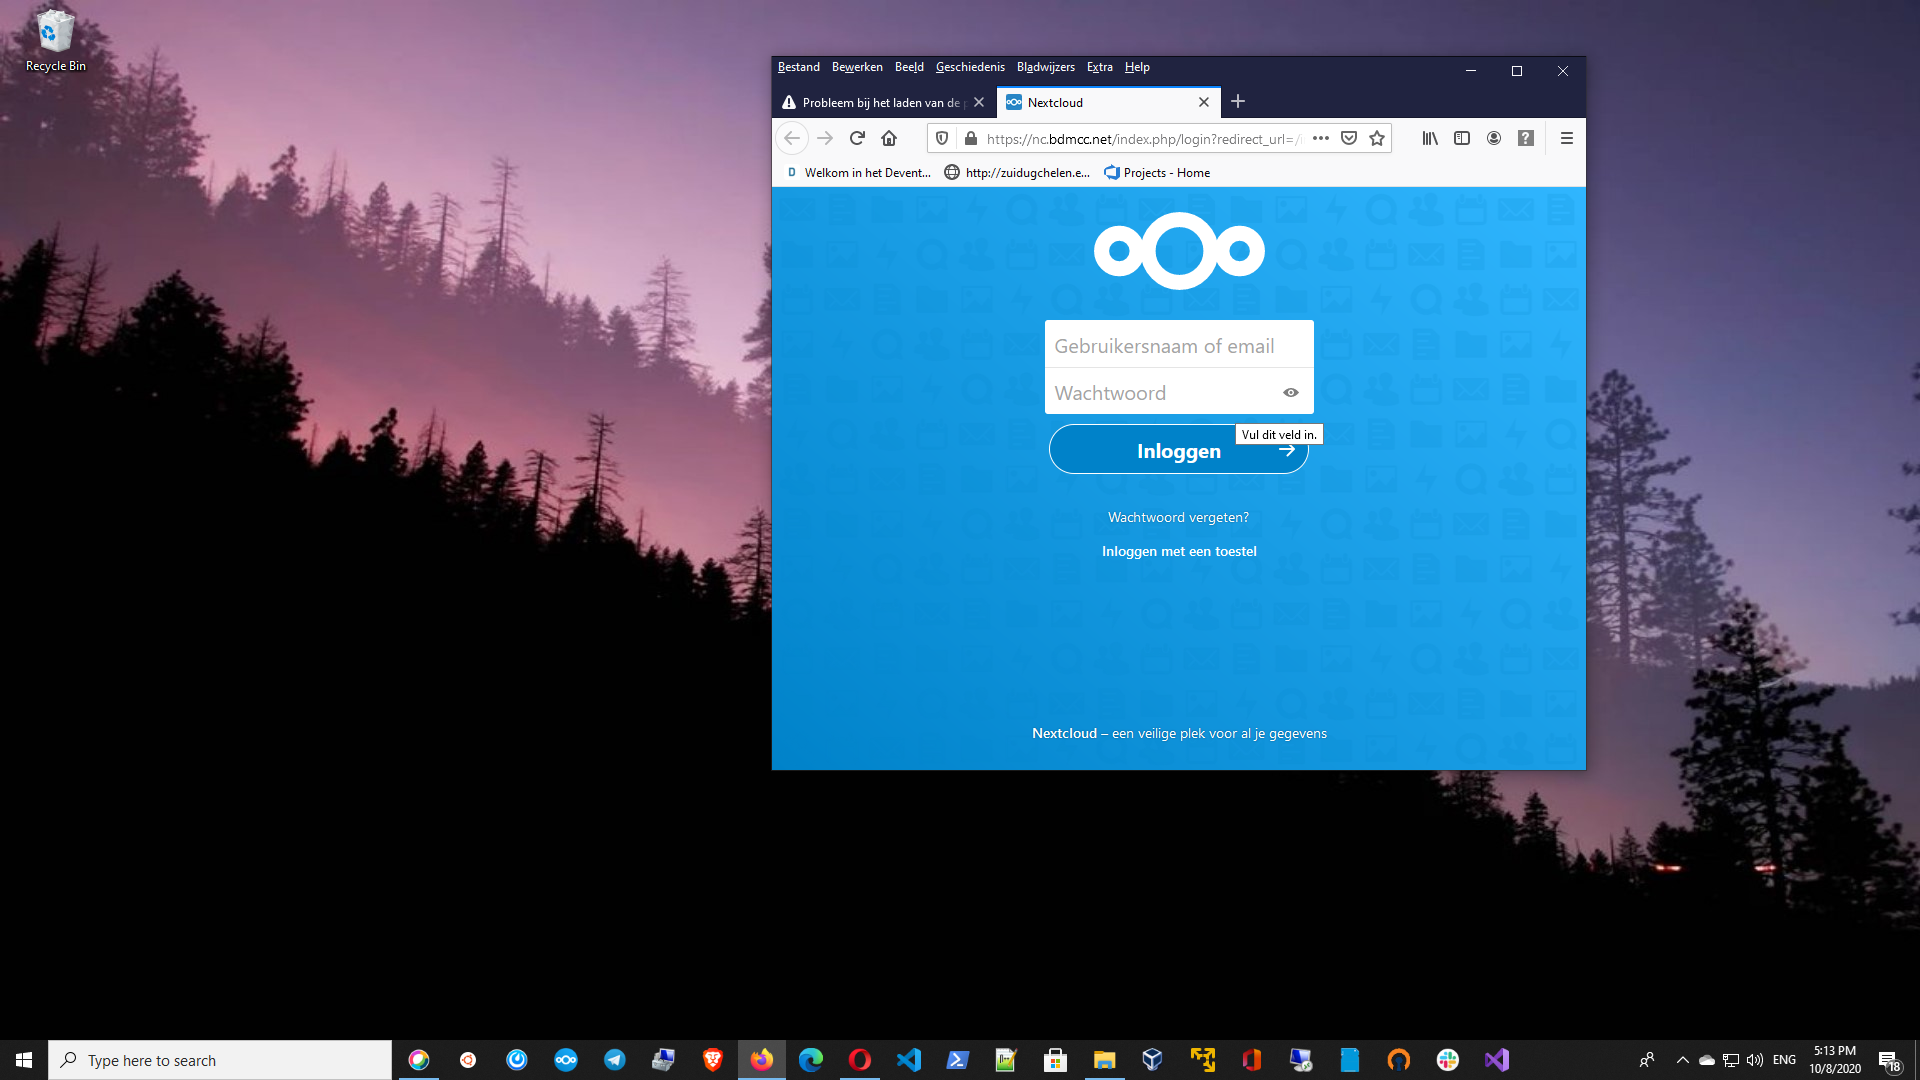 Recycle Bin
Bestand Bewerken Beeld Geschiedenis Bladwijzers Extra Help
Probleem bij het laden van de
Nextcloud
https://nc.bdmcc.net/index.php/login?redirect_url=/
Welkom in het Devent...
http://zuidugchelen.e...
Projects - Home
Gebruikersnaam of email
Wachtwoord
Vul dit veld in.
Inloggen
Wachtwoord vergeten?
Inloggen met een toestel
Nextcloud – een veilige plek voor al je gegevens
Type here to search
ENG
5:13 PM
10/8/2020
18